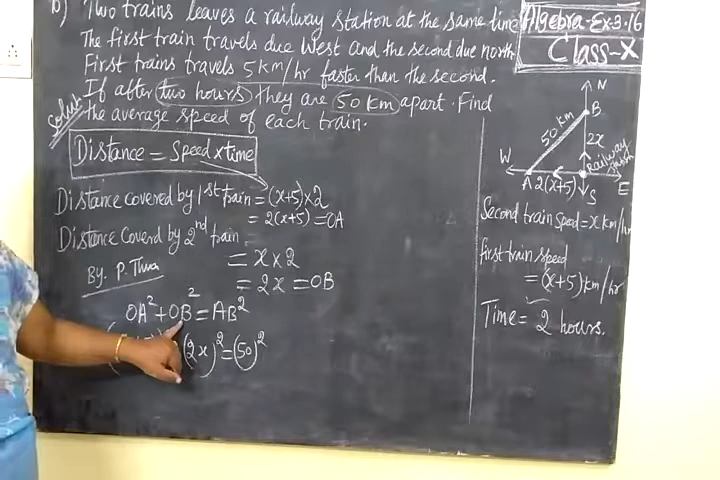 b) Two trains leaves a railway station at the same time
The first train travels due West and the second due north
First trains travels 5km/hr faster than the second.
If after two hours they are 50 km apart. Find
the average speed of each train.
Algebra-Ex-3.16
Class-X
Solut
Distance = Speed x time
Distance covered by 1st train = (x+5)x2
= 2(x+5) = OA
Distance Coverd by 2nd train
= x x 2
= 2x = OB
By. P. Thra
OA²+OB²=AB²
(2x)²=(50)²
N
B
50 km
2x
Railway
W
A 2(x+5)
S
E
Second train speed = x km/hr
first train speed
= (x+5) km/hr
Time = 2 hours.